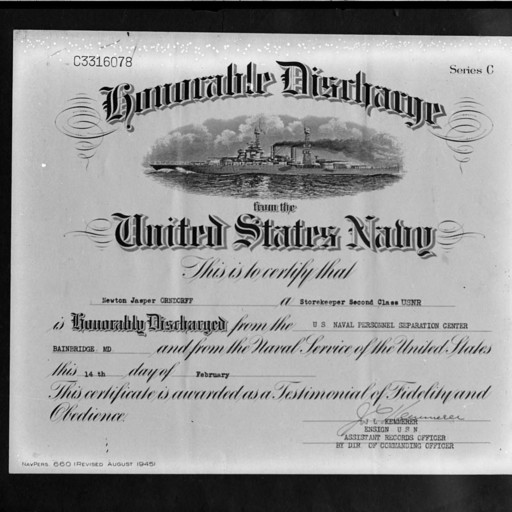 C3316078
Series C
Honorable Discharge
from the
United States Navy
This is to certify that
Newton Jasper ORNDORFF a Storekeeper Second Class USNR
is Honorably Discharged from the U S NAVAL PERSONNEL SEPARATION CENTER
BAINBRIDGE MD and from the Naval Service of the United States
this 14 th day of February
This certificate is awarded as a Testimonial of Fidelity and
Obedience.
J L KEMMERER
ENSIGN U S N
ASSISTANT RECORDS OFFICER
BY DIR. OF COMMANDING OFFICER
NAVPERS. 660 (REVISED AUGUST 1945)